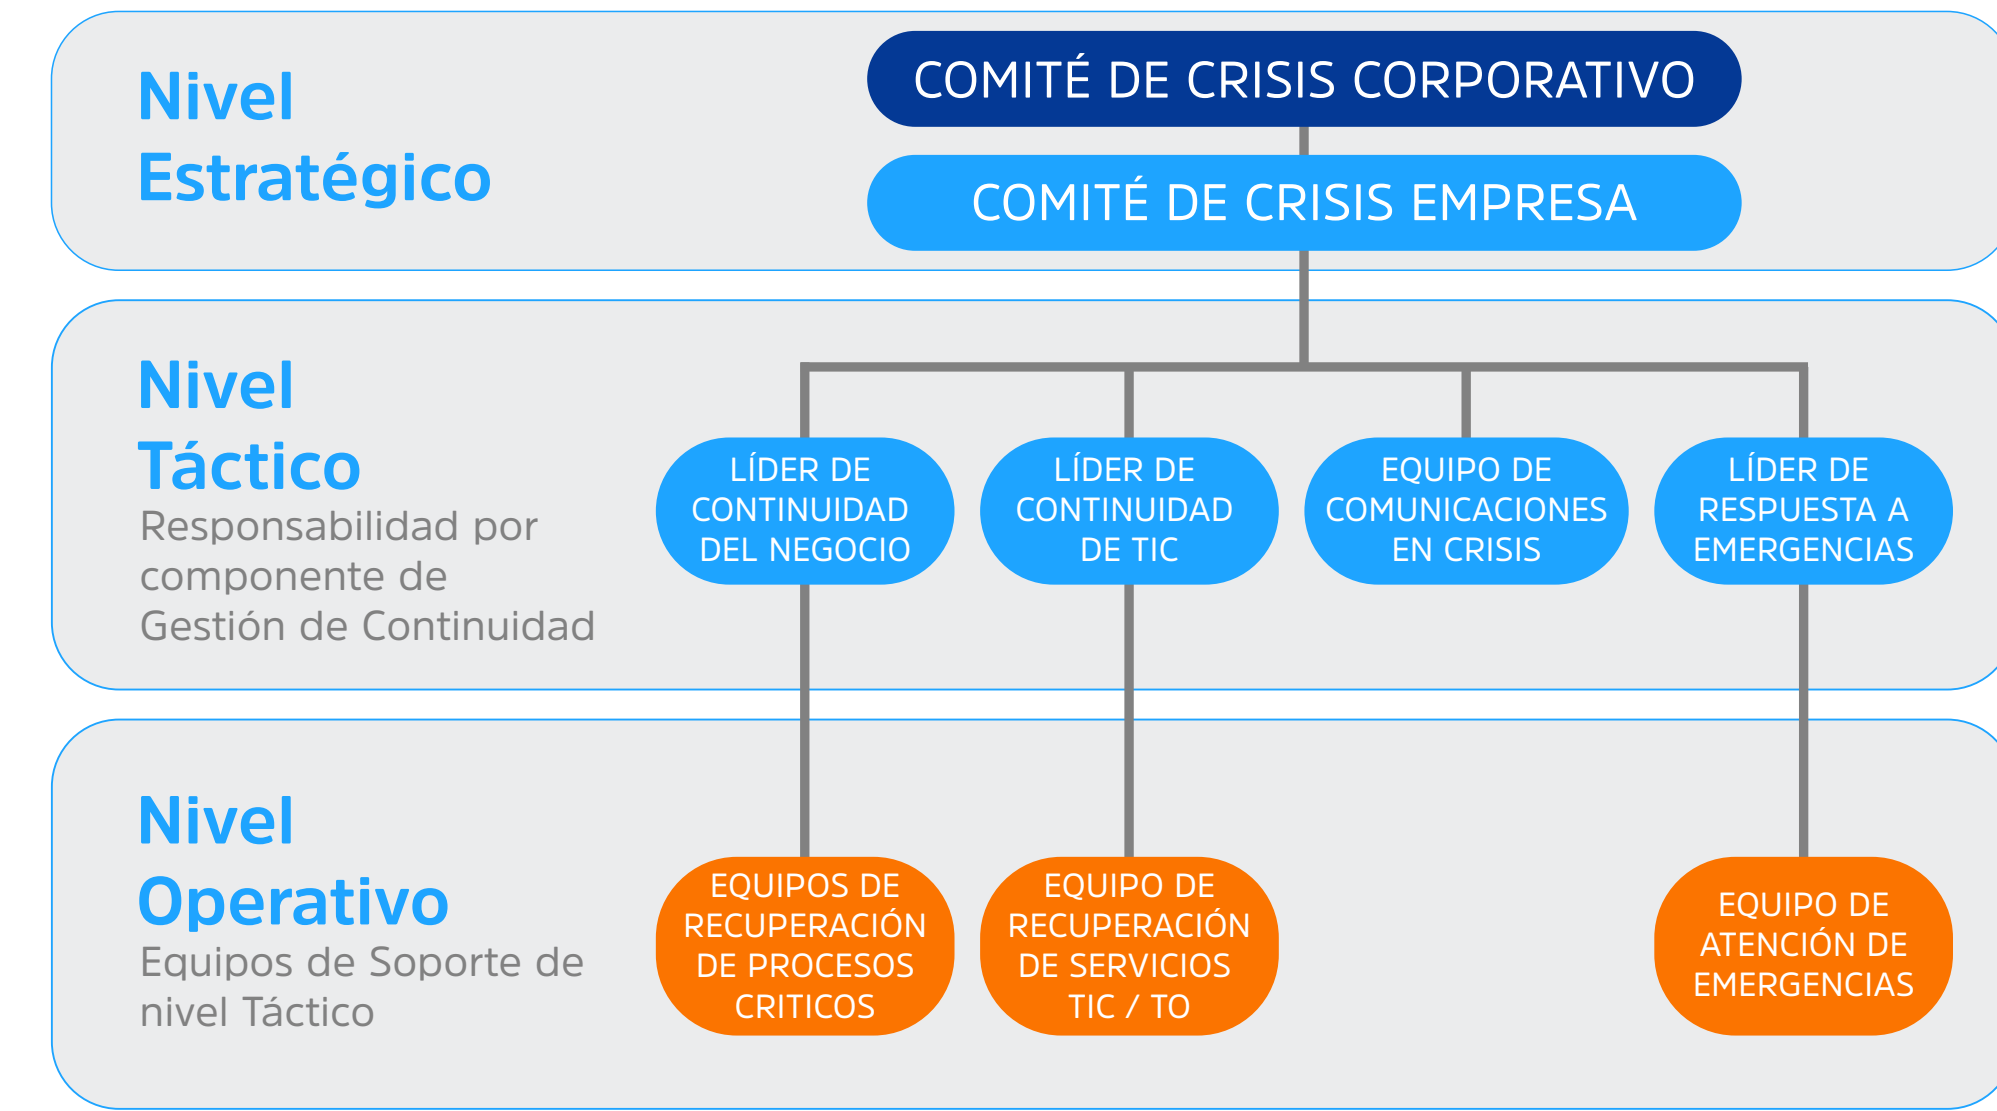 Nivel
Estratégico
COMITÉ DE CRISIS CORPORATIVO
COMITÉ DE CRISIS EMPRESA
Nivel
Táctico
Responsabilidad por
componente de
Gestión de Continuidad
LÍDER DE
CONTINUIDAD
DEL NEGOCIO
LÍDER DE
CONTINUIDAD
DE TIC
EQUIPO DE
COMUNICACIONES
EN CRISIS
LÍDER DE
RESPUESTA A
EMERGENCIAS
Nivel
Operativo
Equipos de Soporte de
nivel Táctico
EQUIPOS DE
RECUPERACIÓN
DE PROCESOS
CRITICOS
EQUIPO DE
RECUPERACIÓN
DE SERVICIOS
TIC / TO
EQUIPO DE
ATENCIÓN DE
EMERGENCIAS